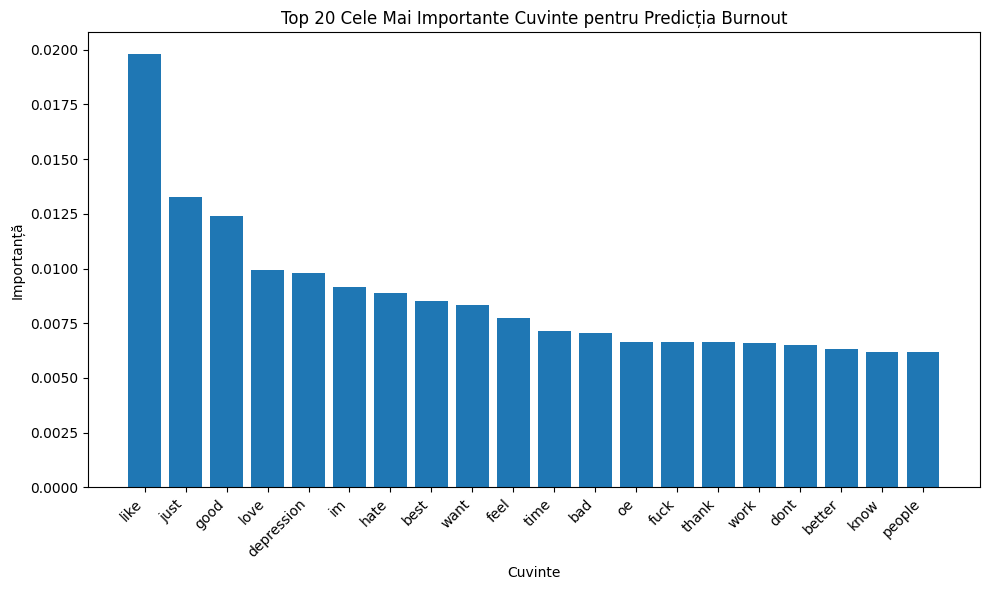 Top 20 Cele Mai Importante Cuvinte pentru Predicția Burnout
0.0200
0.0175
0.0150
0.0125
0.0100
0.0075
0.0050
0.0025
0.0000
Importanță
like
just
good
love
depression
im
hate
best
want
feel
time
bad
oe
fuck
thank
work
dont
better
know
people
Cuvinte